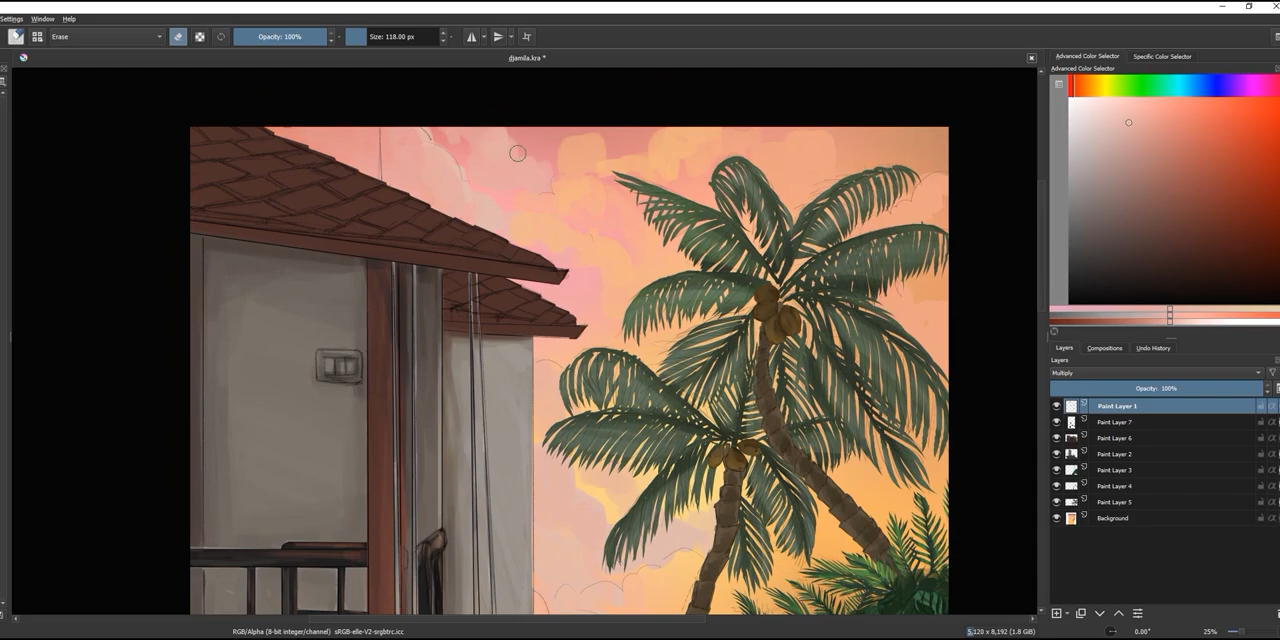 Settings Window Help
Erase Opacity: 100% Size: 118.00 px
djamila.kra *
Advanced Color Selector Specific Color Selector
Advanced Color Selector
Layers Compositions Undo History
Layers
Multiply
Opacity: 100%
Paint Layer 1
Paint Layer 7
Paint Layer 6
Paint Layer 2
Paint Layer 3
Paint Layer 4
Paint Layer 5
Background
RGB/Alpha (8-bit integer/channel) sRGB-elle-V2-srgbtrc.icc
5,120 x 8,192 (1.8 GiB)
0.00°
25%